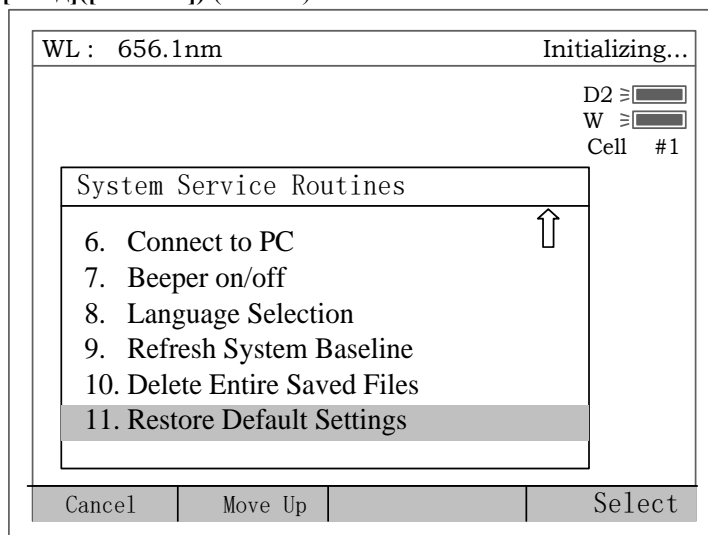 WL : 656.1nm Initializing...
D2
W
Cell #1
System Service Routines
6. Connect to PC
7. Beeper on/off
8. Language Selection
9. Refresh System Baseline
10. Delete Entire Saved Files
11. Restore Default Settings
Cancel Move Up Select